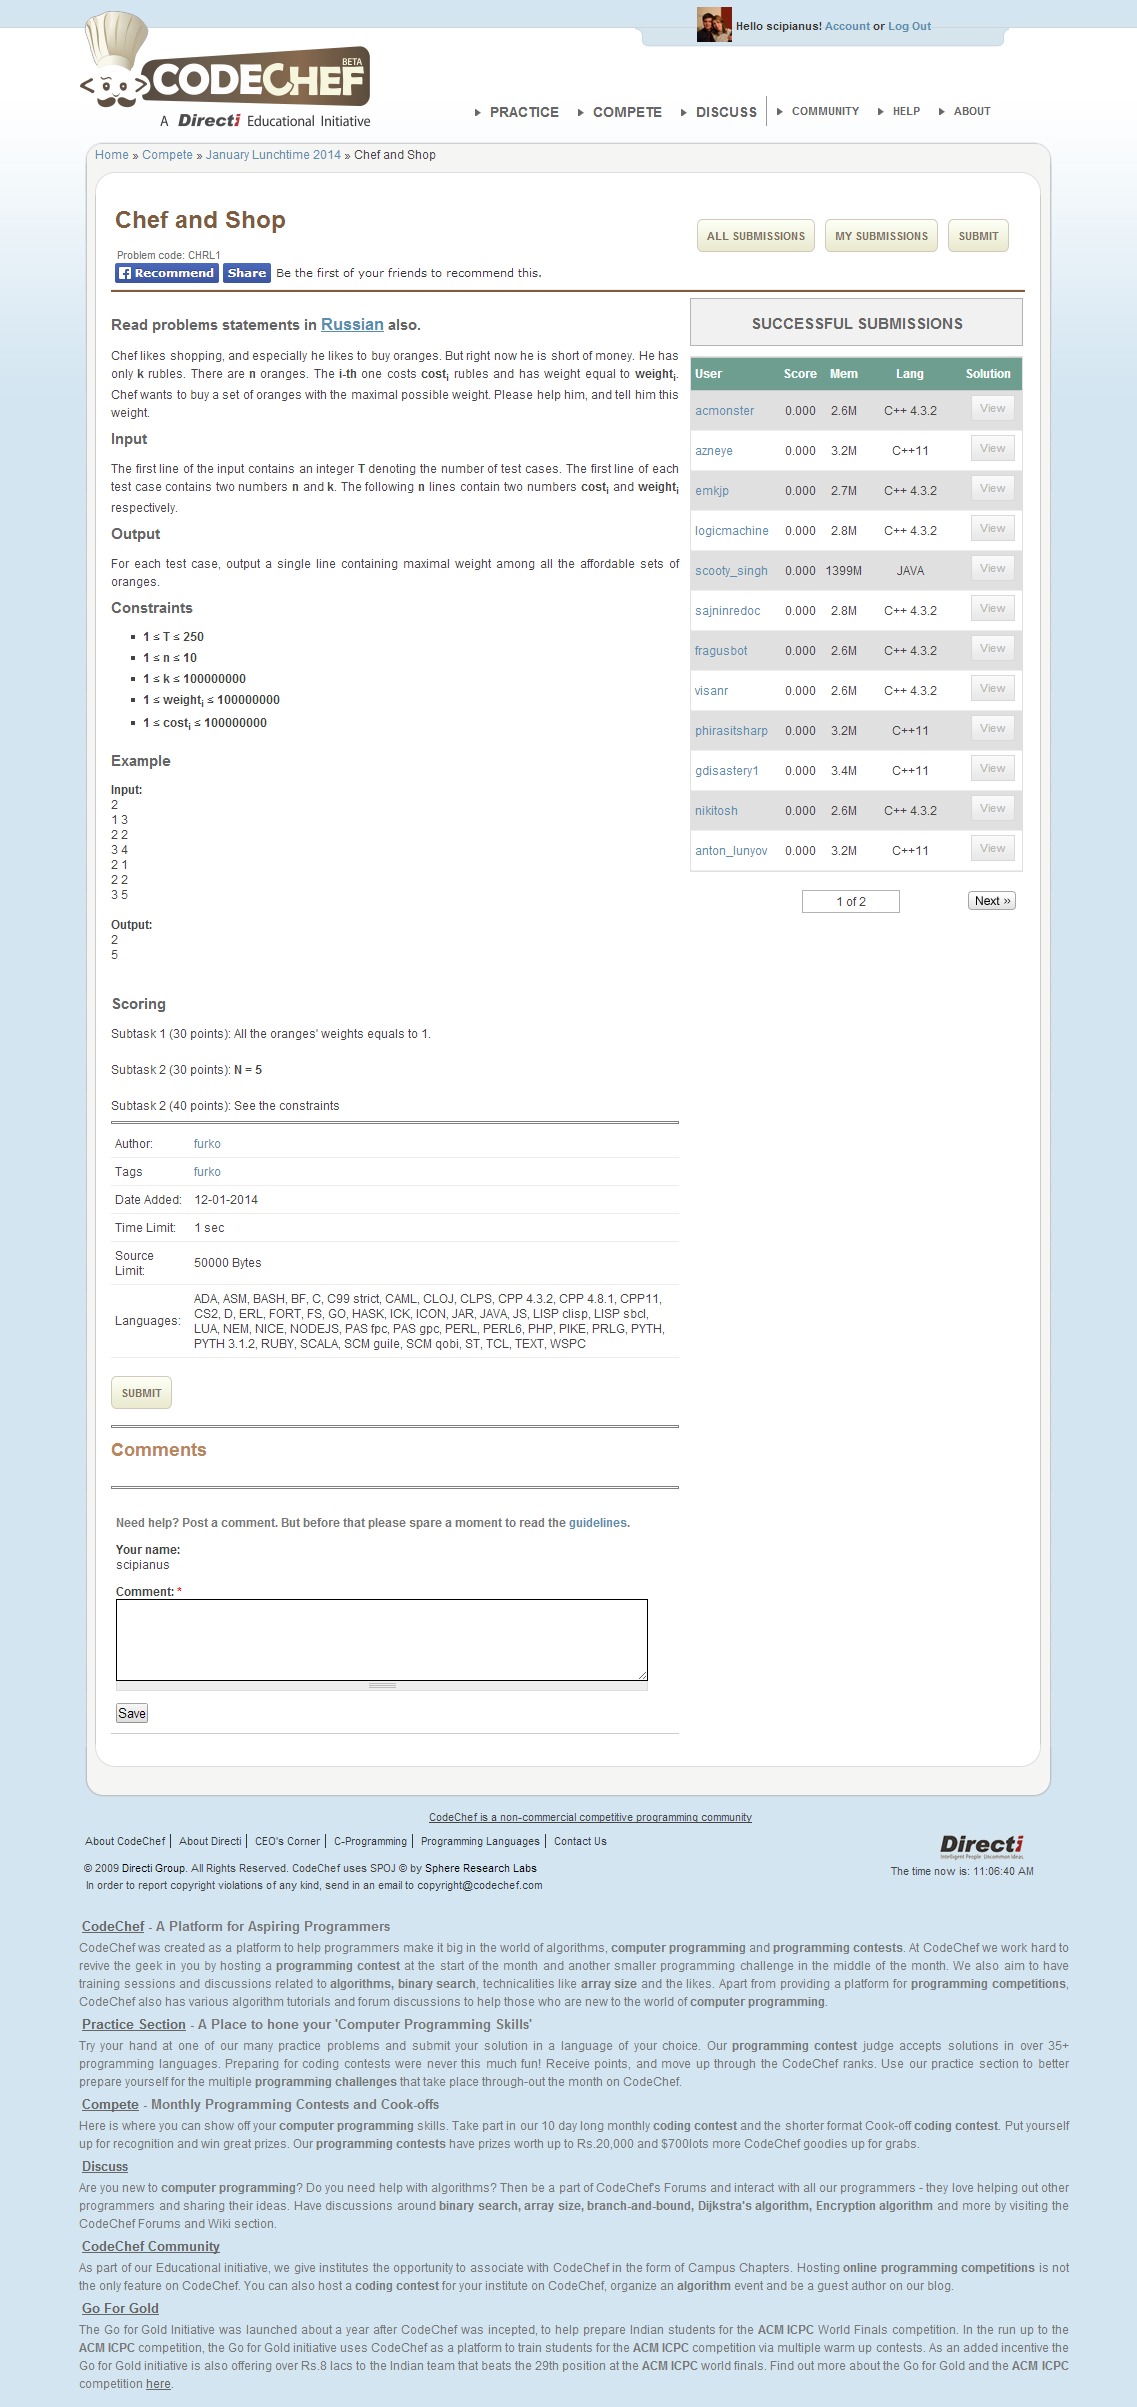 Hello scipianus! Account or Log Out
CODECHEF BETA
A Directi Educational Initiative
PRACTICE COMPETE DISCUSS COMMUNITY HELP ABOUT
Home » Compete » January Lunchtime 2014 » Chef and Shop
Chef and Shop
ALL SUBMISSIONS MY SUBMISSIONS SUBMIT
Problem code: CHRL1
Recommend Share Be the first of your friends to recommend this.
Read problems statements in Russian also.
Chef likes shopping, and especially he likes to buy oranges. But right now he is short of money. He has
only k rubles. There are n oranges. The i-th one costs costi rubles and has weight equal to weighti.
Chef wants to buy a set of oranges with the maximal possible weight. Please help him, and tell him this
weight.
Input
The first line of the input contains an integer T denoting the number of test cases. The first line of each
test case contains two numbers n and k. The following n lines contain two numbers costi and weighti
respectively.
Output
For each test case, output a single line containing maximal weight among all the affordable sets of
oranges.
Constraints
1 ≤ T ≤ 250
1 ≤ n ≤ 10
1 ≤ k ≤ 100000000
1 ≤ weighti ≤ 100000000
1 ≤ costi ≤ 100000000
Example
Input:
2
1 3
2 2
3 4
2 1
2 2
3 5
Output:
2
5
Scoring
Subtask 1 (30 points): All the oranges' weights equals to 1.
Subtask 2 (30 points): N = 5
Subtask 2 (40 points): See the constraints
Author: furko
Tags furko
Date Added: 12-01-2014
Time Limit: 1 sec
Source
Limit: 50000 Bytes
Languages: ADA, ASM, BASH, BF, C, C99 strict, CAML, CLOJ, CLPS, CPP 4.3.2, CPP 4.8.1, CPP11,
CS2, D, ERL, FORT, FS, GO, HASK, ICK, ICON, JAR, JAVA, JS, LISP clisp, LISP sbcl,
LUA, NEM, NICE, NODEJS, PAS fpc, PAS gpc, PERL, PERL6, PHP, PIKE, PRLG, PYTH,
PYTH 3.1.2, RUBY, SCALA, SCM guile, SCM qobi, ST, TCL, TEXT, WSPC
SUBMIT
Comments
Need help? Post a comment. But before that please spare a moment to read the guidelines.
Your name:
scipianus
Comment: *
Save
SUCCESSFUL SUBMISSIONS
User Score Mem Lang Solution
acmonster 0.000 2.6M C++ 4.3.2 View
azneye 0.000 3.2M C++11 View
emkjp 0.000 2.7M C++ 4.3.2 View
logicmachine 0.000 2.8M C++ 4.3.2 View
scooty_singh 0.000 1399M JAVA View
sajninredoc 0.000 2.8M C++ 4.3.2 View
fragusbot 0.000 2.6M C++ 4.3.2 View
visanr 0.000 2.6M C++ 4.3.2 View
phirasitsharp 0.000 3.2M C++11 View
gdisastery1 0.000 3.4M C++11 View
nikitosh 0.000 2.6M C++ 4.3.2 View
anton_lunyov 0.000 3.2M C++11 View
1 of 2 Next »
CodeChef is a non-commercial competitive programming community
About CodeChef | About Directi | CEO's Corner | C-Programming | Programming Languages | Contact Us
© 2009 Directi Group. All Rights Reserved. CodeChef uses SPOJ © by Sphere Research Labs
In order to report copyright violations of any kind, send in an email to copyright@codechef.com
Directi
Intelligent People. Uncommon Ideas.
The time now is: 11:06:40 AM
CodeChef - A Platform for Aspiring Programmers
CodeChef was created as a platform to help programmers make it big in the world of algorithms, computer programming and programming contests. At CodeChef we work hard to
revive the geek in you by hosting a programming contest at the start of the month and another smaller programming challenge in the middle of the month. We also aim to have
training sessions and discussions related to algorithms, binary search, technicalities like array size and the likes. Apart from providing a platform for programming competitions,
CodeChef also has various algorithm tutorials and forum discussions to help those who are new to the world of computer programming.
Practice Section - A Place to hone your 'Computer Programming Skills'
Try your hand at one of our many practice problems and submit your solution in a language of your choice. Our programming contest judge accepts solutions in over 35+
programming languages. Preparing for coding contests were never this much fun! Receive points, and move up through the CodeChef ranks. Use our practice section to better
prepare yourself for the multiple programming challenges that take place through-out the month on CodeChef.
Compete - Monthly Programming Contests and Cook-offs
Here is where you can show off your computer programming skills. Take part in our 10 day long monthly coding contest and the shorter format Cook-off coding contest. Put yourself
up for recognition and win great prizes. Our programming contests have prizes worth up to Rs.20,000 and $700lots more CodeChef goodies up for grabs.
Discuss
Are you new to computer programming? Do you need help with algorithms? Then be a part of CodeChef's Forums and interact with all our programmers - they love helping out other
programmers and sharing their ideas. Have discussions around binary search, array size, branch-and-bound, Dijkstra's algorithm, Encryption algorithm and more by visiting the
CodeChef Forums and Wiki section.
CodeChef Community
As part of our Educational initiative, we give institutes the opportunity to associate with CodeChef in the form of Campus Chapters. Hosting online programming competitions is not
the only feature on CodeChef. You can also host a coding contest for your institute on CodeChef, organize an algorithm event and be a guest author on our blog.
Go For Gold
The Go for Gold Initiative was launched about a year after CodeChef was incepted, to help prepare Indian students for the ACM ICPC World Finals competition. In the run up to the
ACM ICPC competition, the Go for Gold initiative uses CodeChef as a platform to train students for the ACM ICPC competition via multiple warm up contests. As an added incentive the
Go for Gold initiative is also offering over Rs.8 lacs to the Indian team that beats the 29th position at the ACM ICPC world finals. Find out more about the Go for Gold and the ACM ICPC
competition here.